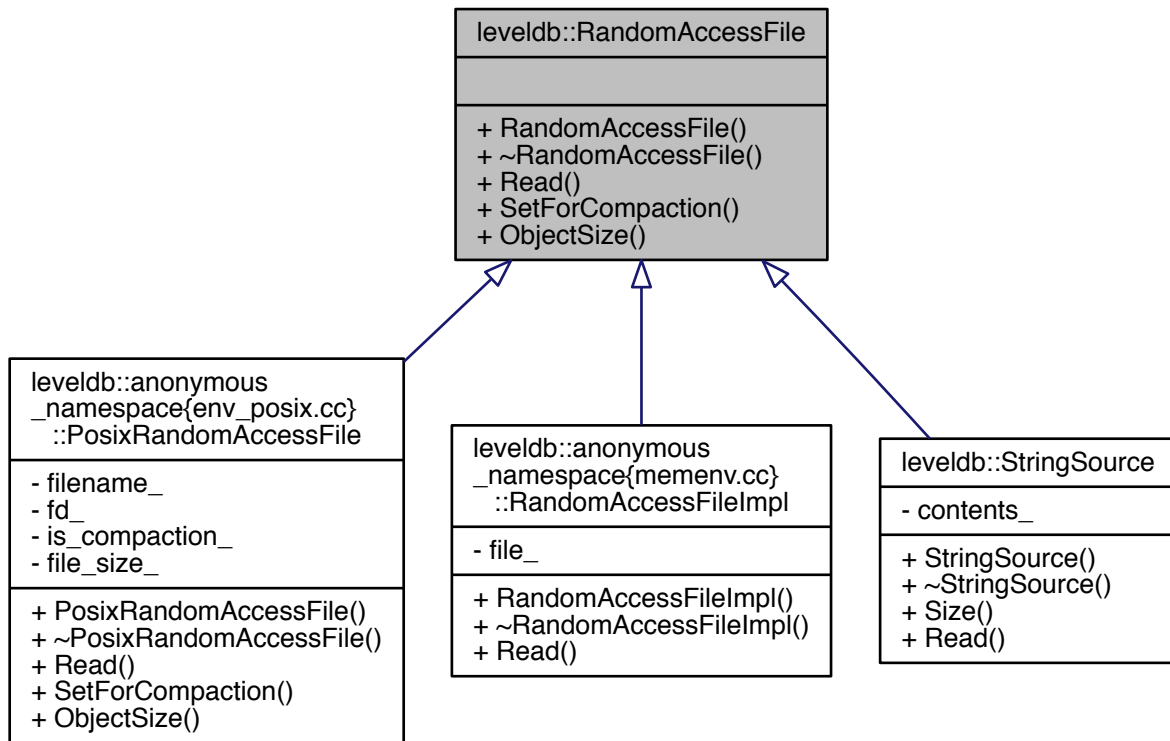 leveldb::RandomAccessFile
+ RandomAccessFile()
+ ~RandomAccessFile()
+ Read()
+ SetForCompaction()
+ ObjectSize()
leveldb::anonymous
_namespace{env_posix.cc}
::PosixRandomAccessFile
- filename_
- fd_
- is_compaction_
- file_size_
+ PosixRandomAccessFile()
+ ~PosixRandomAccessFile()
+ Read()
+ SetForCompaction()
+ ObjectSize()
leveldb::anonymous
_namespace{memenv.cc}
::RandomAccessFileImpl
- file_
+ RandomAccessFileImpl()
+ ~RandomAccessFileImpl()
+ Read()
leveldb::StringSource
- contents_
+ StringSource()
+ ~StringSource()
+ Size()
+ Read()